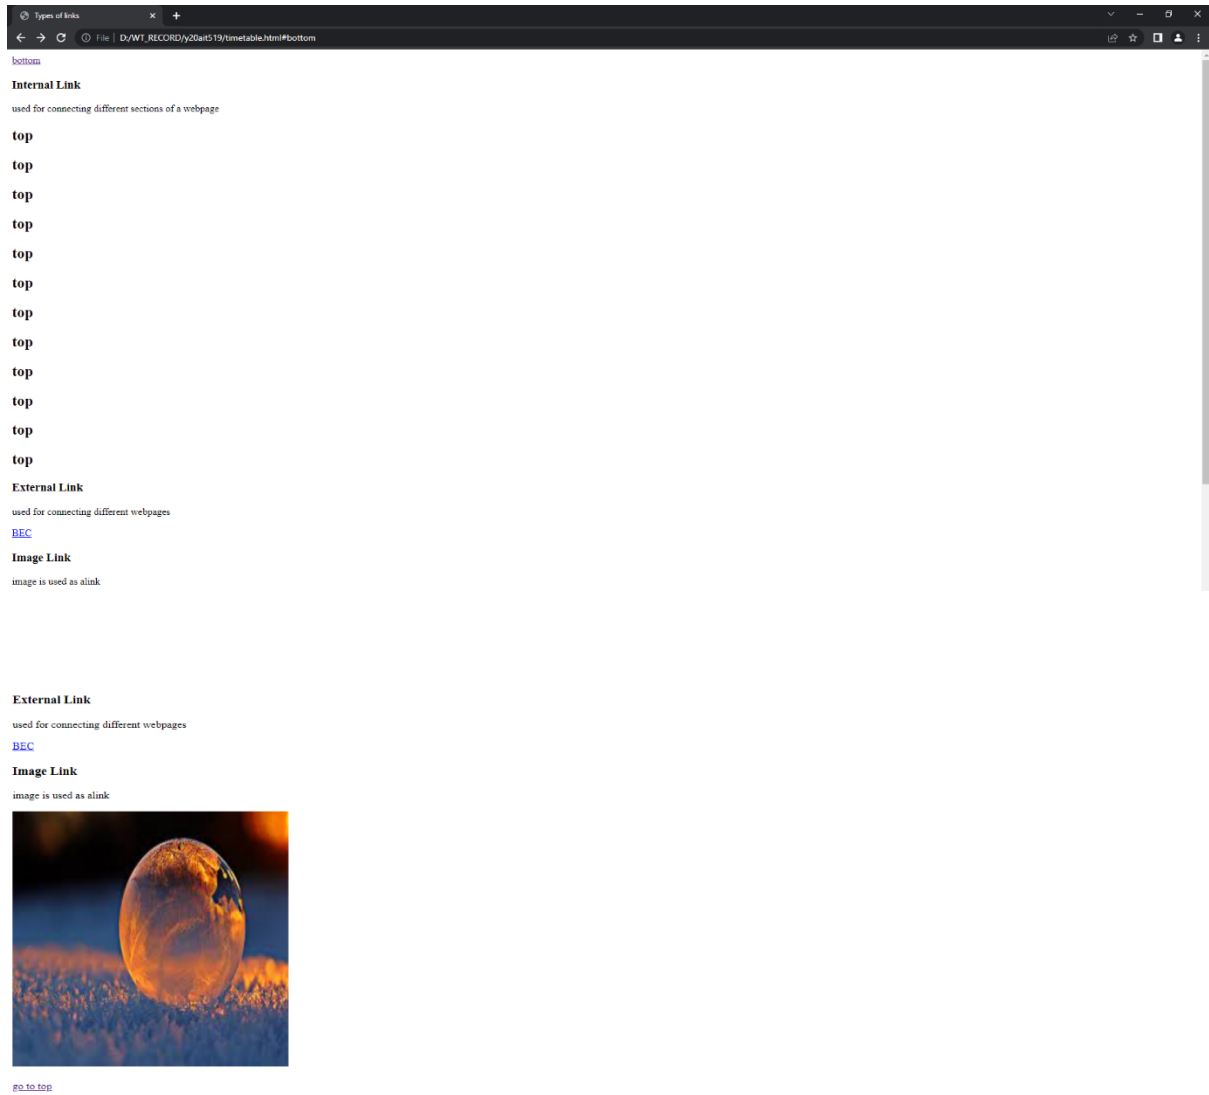 Types of links
File | D:/WT_RECORD/y20ait519/timetable.html#bottom
bottom
Internal Link
used for connecting different sections of a webpage
top
top
top
top
top
top
top
top
top
top
top
top
External Link
used for connecting different webpages
BEC
Image Link
image is used as alink
External Link
used for connecting different webpages
BEC
Image Link
image is used as alink
go to top